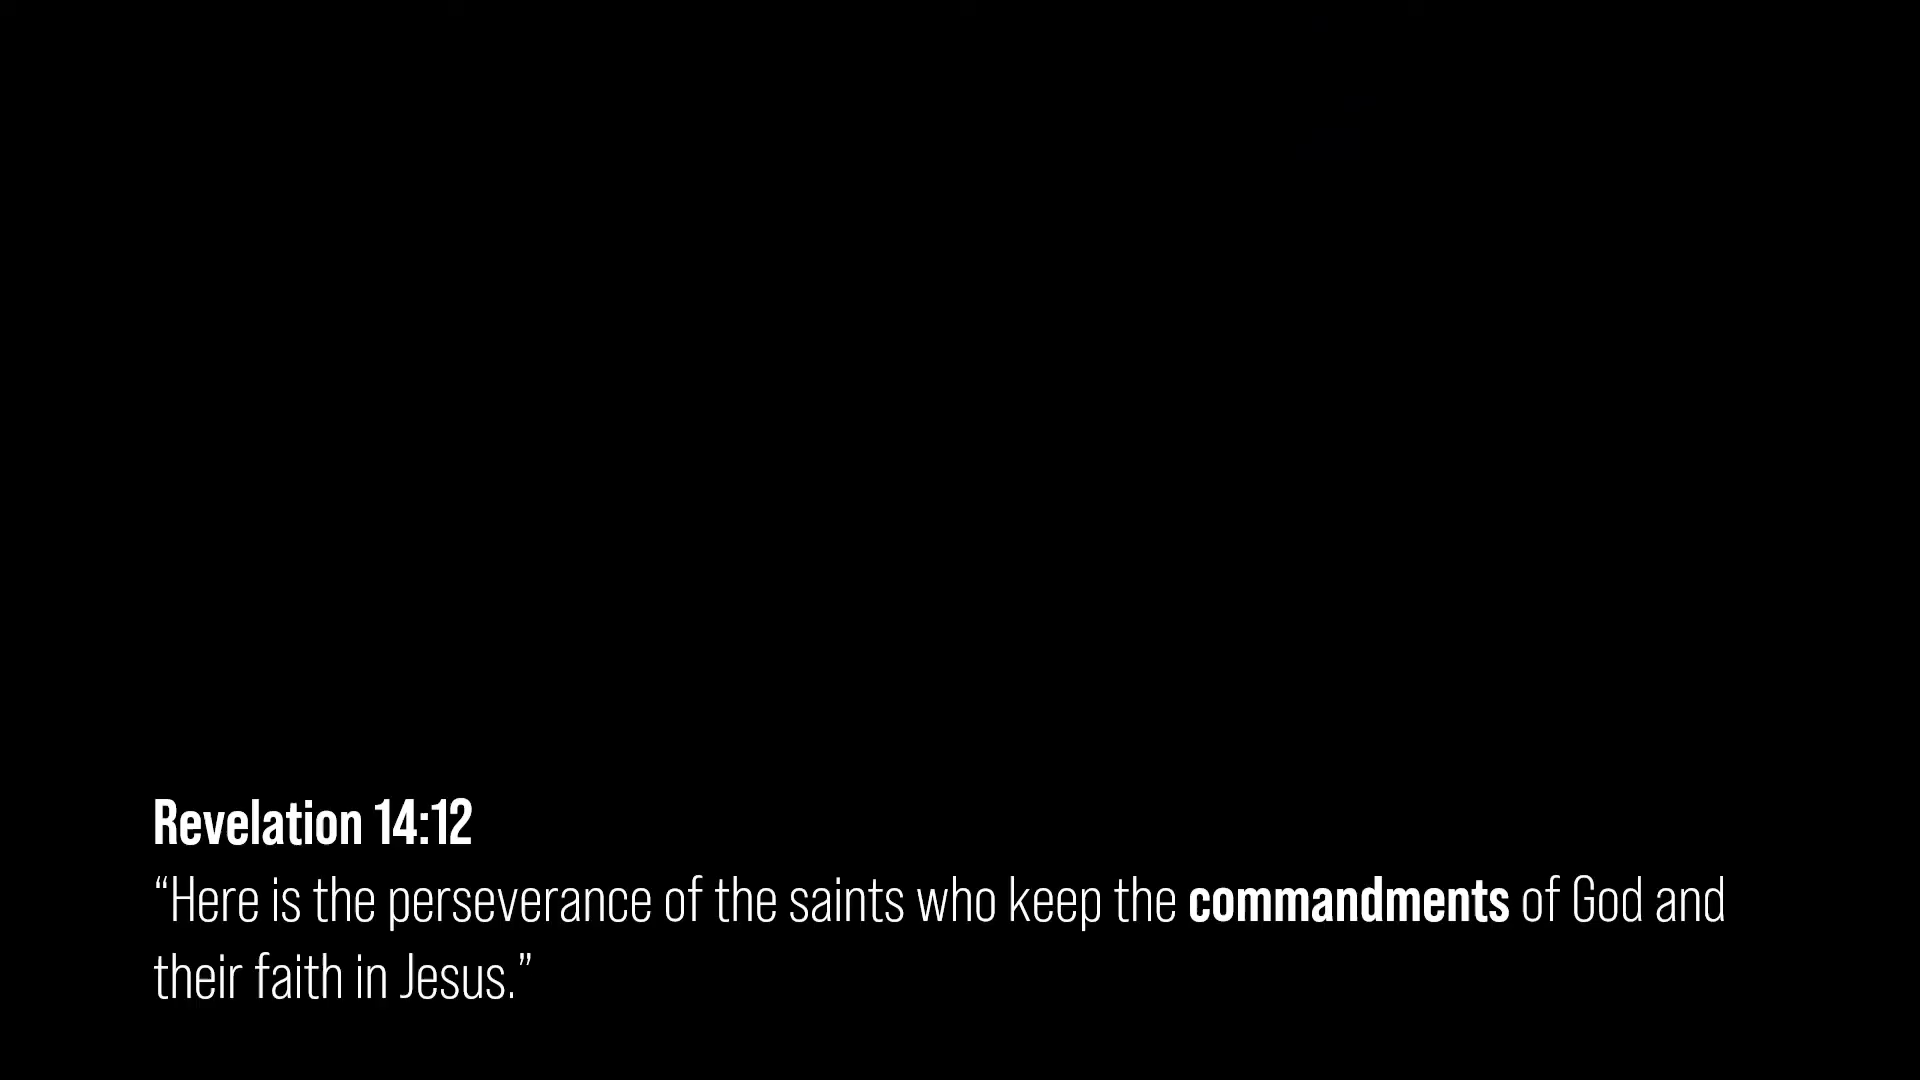 Revelation 14:12
“Here is the perseverance of the saints who keep the commandments of God and
their faith in Jesus.”